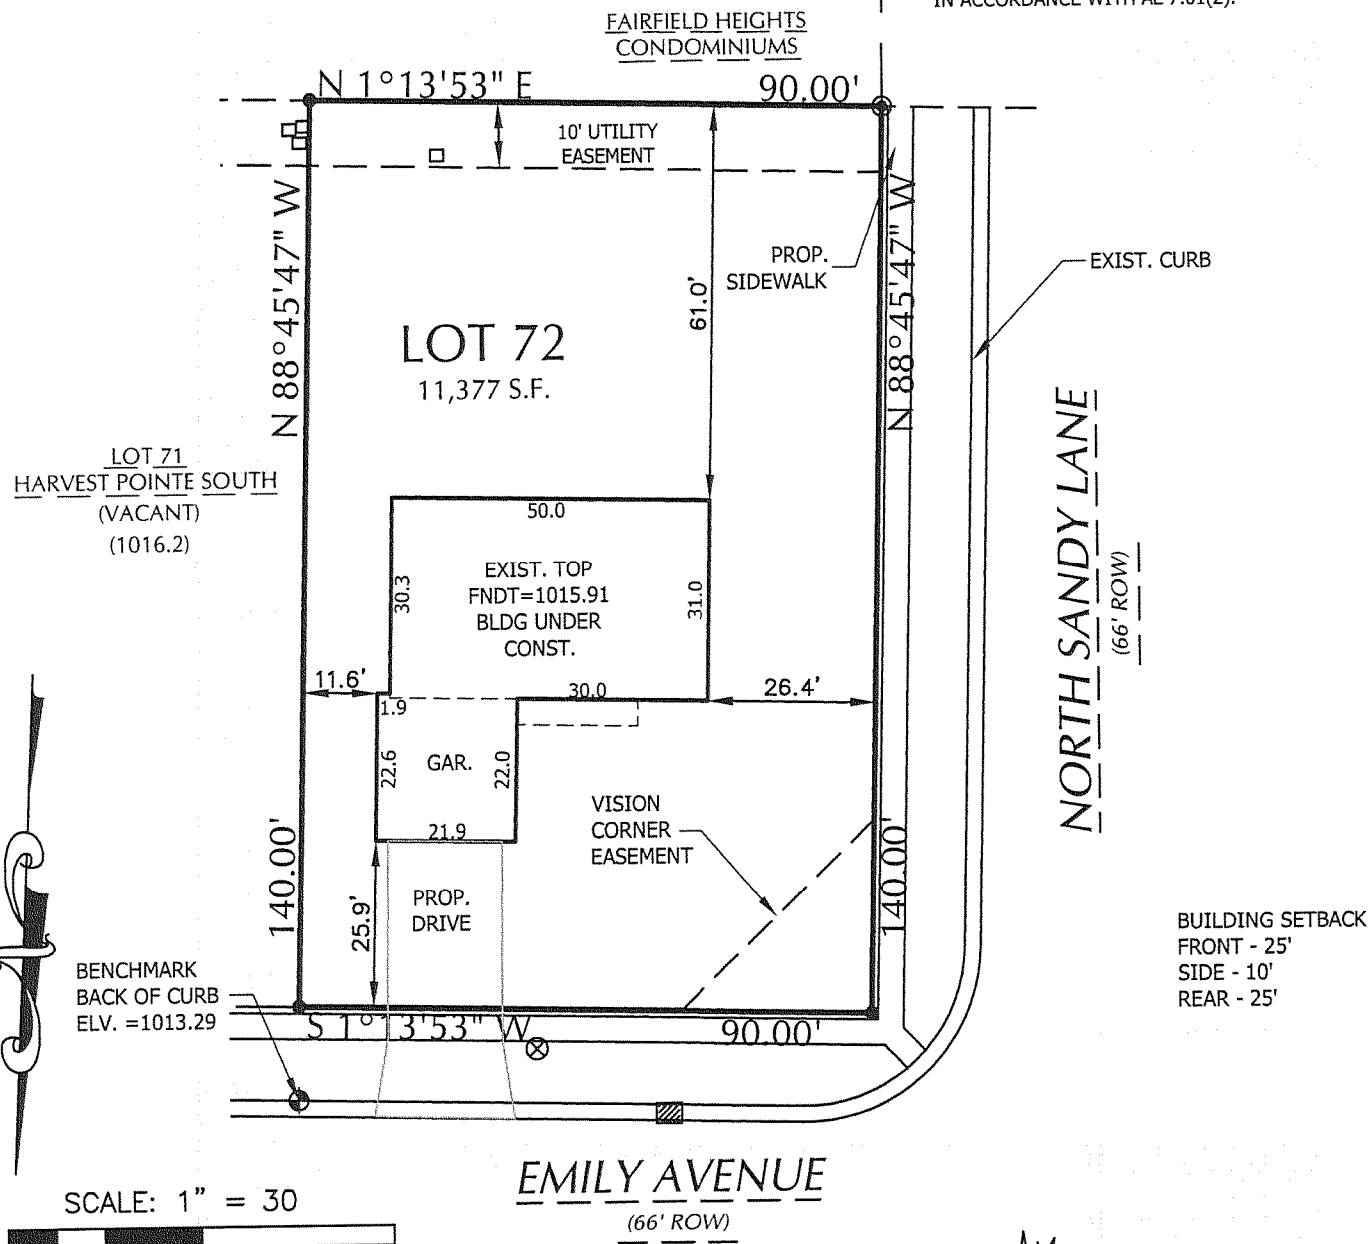 FAIRFIELD HEIGHTS
CONDOMINIUMS
N 1°13'53" E
90.00'
10' UTILITY
EASEMENT
N 88°45'47" W
N 88°45'47" W
PROP.
SIDEWALK
EXIST. CURB
61.0'
LOT 72
11,377 S.F.
LOT 71
HARVEST POINTE SOUTH
(VACANT)
(1016.2)
50.0
EXIST. TOP
FNDT=1015.91
BLDG UNDER
CONST.
30.3
31.0
NORTH SANDY LANE
(66' ROW)
11.6'
1.9
30.0
26.4'
22.6
GAR.
22.0
21.9
VISION
CORNER
EASEMENT
140.00'
140.00'
25.9'
PROP.
DRIVE
BUILDING SETBACK
FRONT - 25'
SIDE - 10'
REAR - 25'
BENCHMARK
BACK OF CURB
ELV. =1013.29
S 1°13'53" W
90.00'
EMILY AVENUE
(66' ROW)
SCALE: 1" = 30